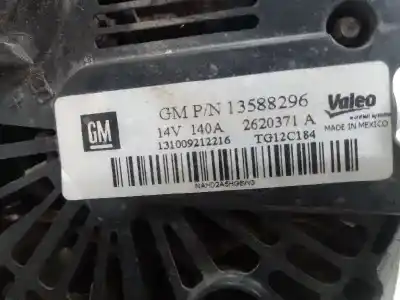 GM
GM P/N 13588296
Valeo
14V 140A 2620371 A
MADE IN MEXICO
131009212216 TG12C184